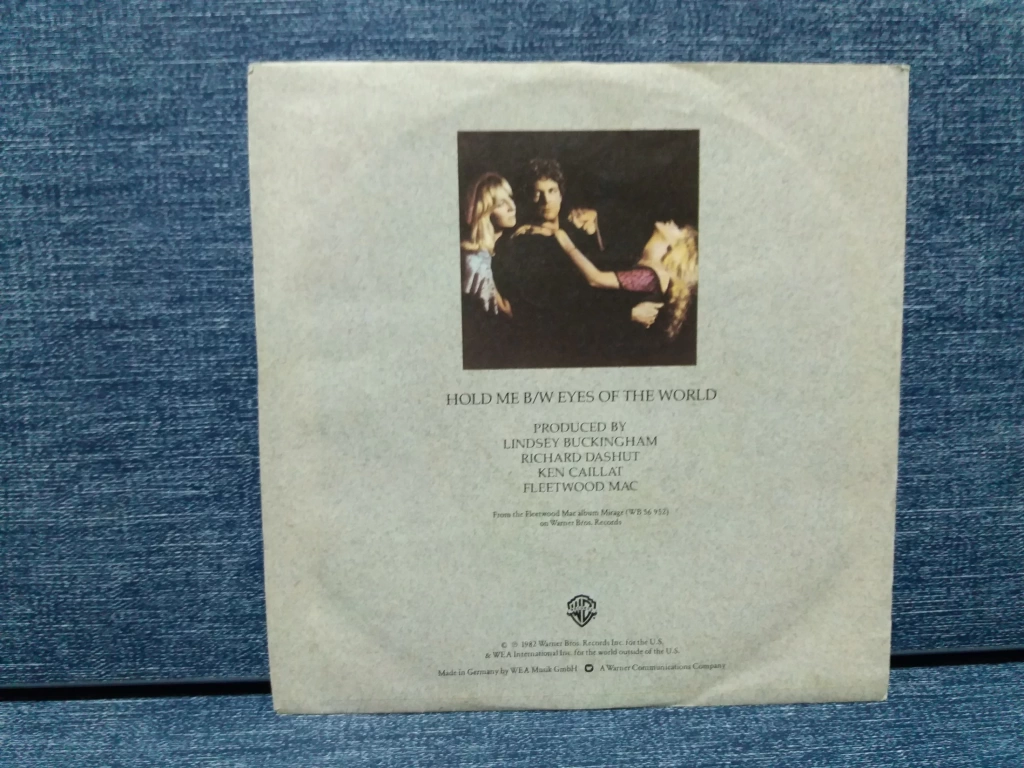 HOLD ME B/W EYES OF THE WORLD
PRODUCED BY
LINDSEY BUCKINGHAM
RICHARD DASHUT
KEN CAILLAT
FLEETWOOD MAC
From the Fleetwood Mac album Mirage (WB 56 952)
on Warner Bros. Records
© ℗ 1982 Warner Bros. Records Inc. for the U.S.
& WEA International Inc. for the world outside of the U.S.
Made in Germany by WEA Musik GmbH A Warner Communications Company